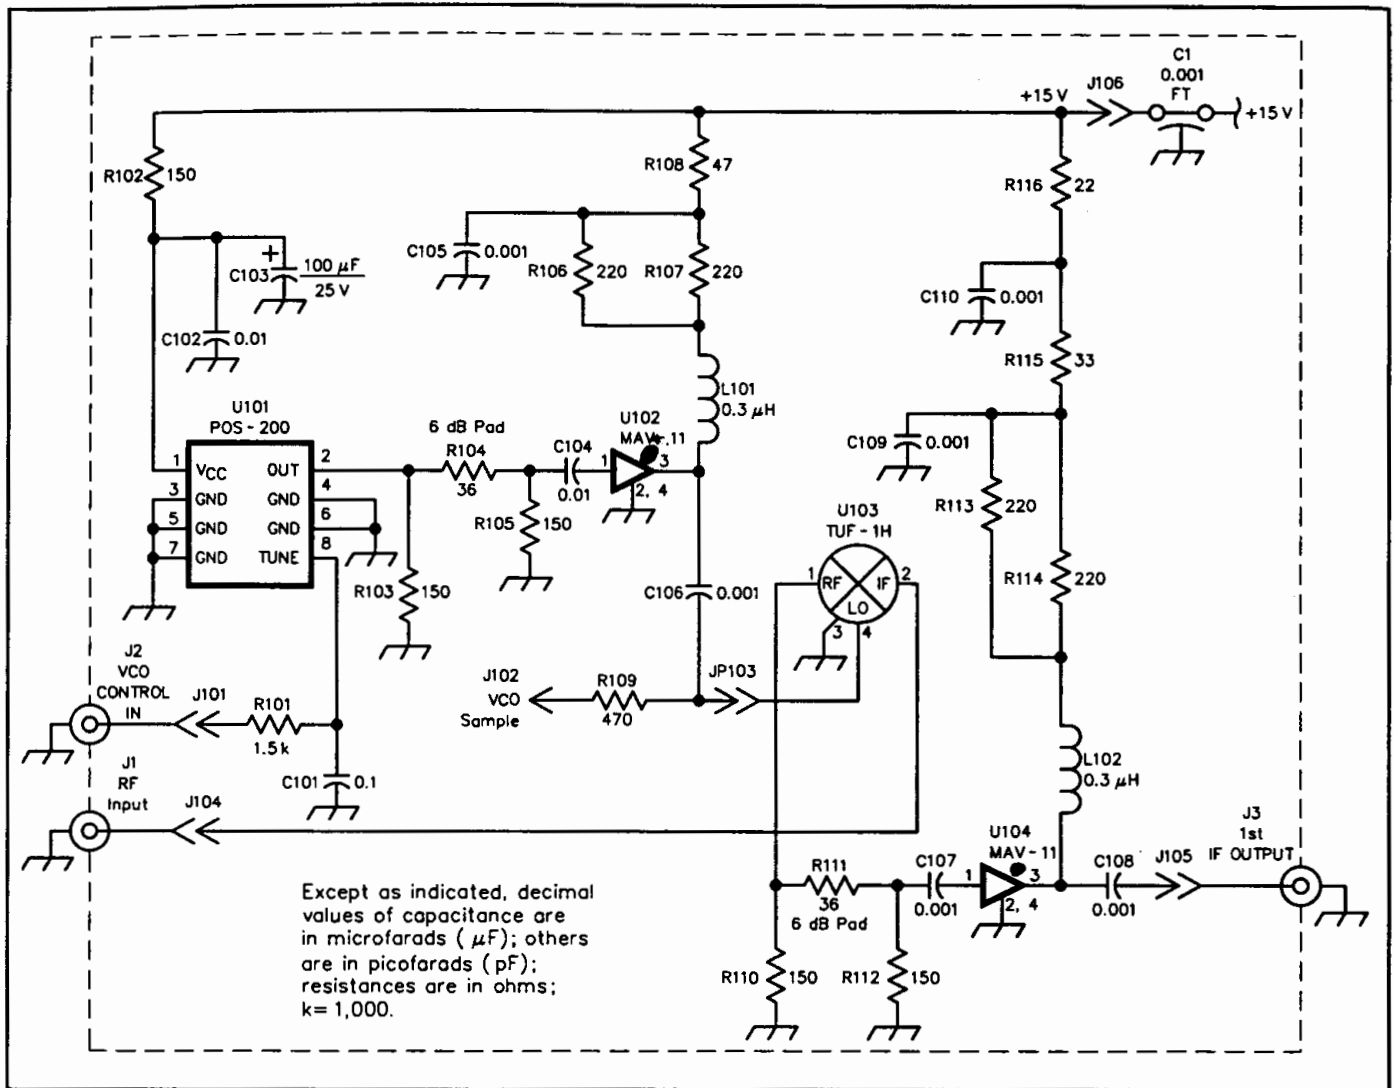 C1
0.001
FT
J106
+15 V
+15 V
R102
150
R108
47
R116
22
C105
0.001
R106
220
R107
220
C103
+
100 µF
25 V
C102
0.01
C110
0.001
R115
33
L101
0.3 µH
U101
POS-200
6 dB Pad
R104
36
C104
0.01
U102
MAV-11
1
3
2, 4
C109
0.001
1
VCC
OUT
2
3
GND
GND
4
5
GND
GND
6
7
GND
TUNE
8
R105
150
R113
220
U103
TUF-1H
1
RF
IF
2
LO
3
4
R103
150
C106
0.001
R114
220
J2
VCO
CONTROL
IN
J101
R101
1.5k
J102
VCO
Sample
R109
470
JP103
C101
0.1
L102
0.3 µH
J1
RF
Input
J104
R111
36
6 dB Pad
C107
0.001
U104
MAV-11
1
3
2, 4
C108
0.001
J105
J3
1st
IF OUTPUT
R110
150
R112
150
Except as indicated, decimal
values of capacitance are
in microfarads ( µF); others
are in picofarads (pF);
resistances are in ohms;
k= 1,000.